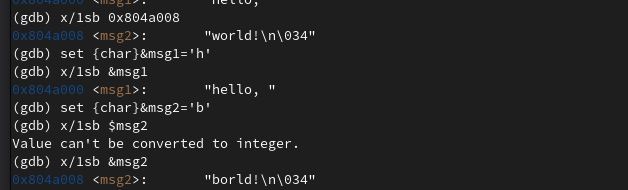 0x804a000 <msg1>: "hello, "
(gdb) x/1sb 0x804a008
0x804a008 <msg2>: "world!\n\034"
(gdb) set {char}&msg1='h'
(gdb) x/1sb &msg1
0x804a000 <msg1>: "hello, "
(gdb) set {char}&msg2='b'
(gdb) x/1sb $msg2
Value can't be converted to integer.
(gdb) x/1sb &msg2
0x804a008 <msg2>: "borld!\n\034"